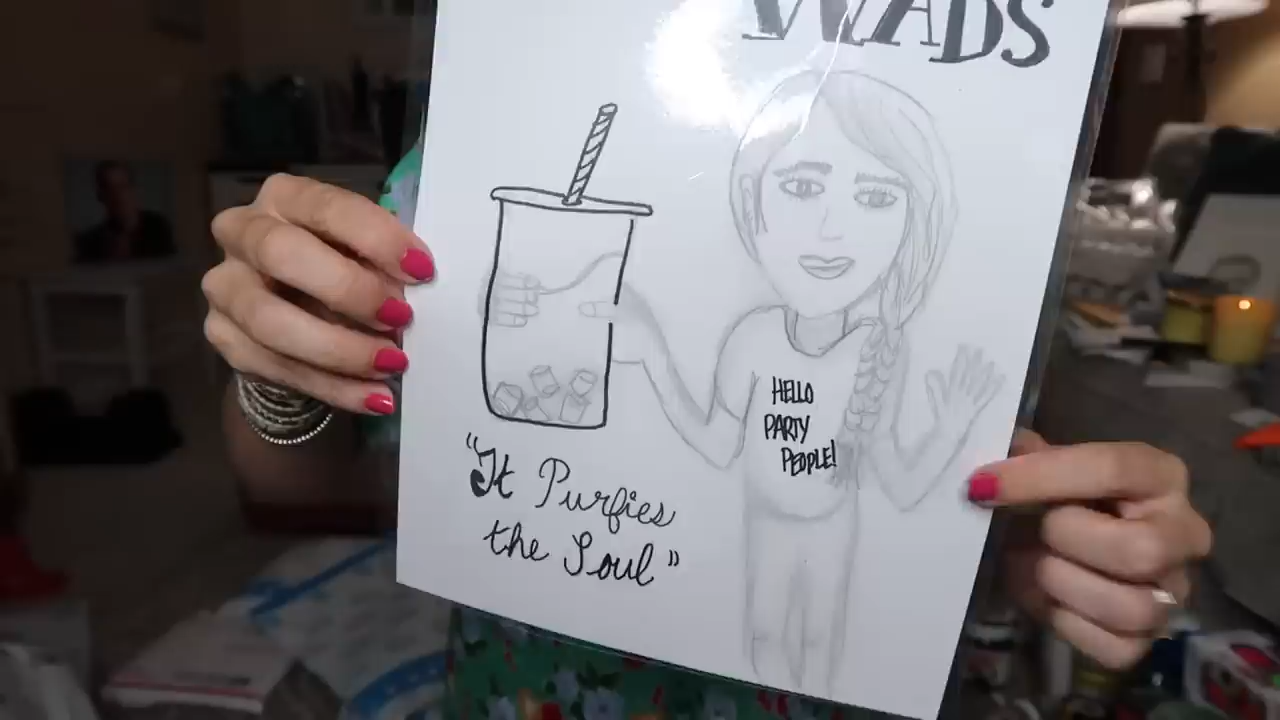 WADS
HELLO
PARTY
PEOPLE!
"It Purfies
the Soul"